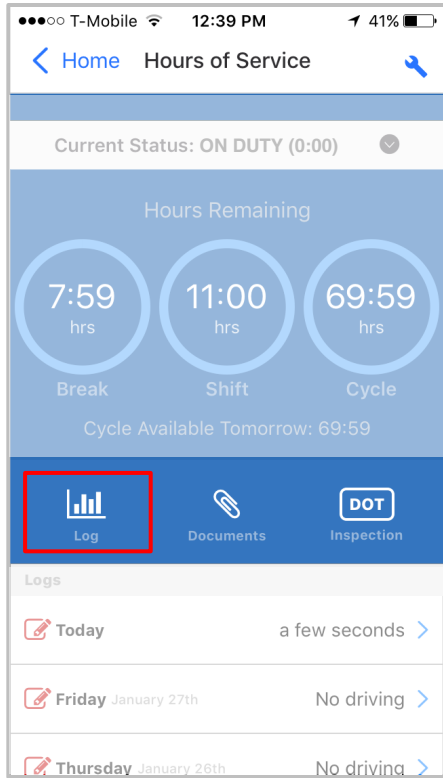 T-Mobile 12:39 PM 41%
Home Hours of Service
Current Status: ON DUTY (0:00)
Hours Remaining
7:59 11:00 69:59
hrs hrs hrs
Break Shift Cycle
Cycle Available Tomorrow: 69:59
DOT
Log Documents Inspection
Logs
Today a few seconds
Friday January 27th No driving
Thursday January 26th No driving